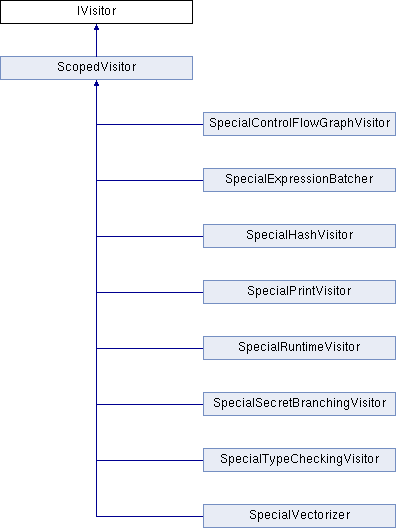 IVisitor
ScopedVisitor
SpecialControlFlowGraphVisitor
SpecialExpressionBatcher
SpecialHashVisitor
SpecialPrintVisitor
SpecialRuntimeVisitor
SpecialSecretBranchingVisitor
SpecialTypeCheckingVisitor
SpecialVectorizer